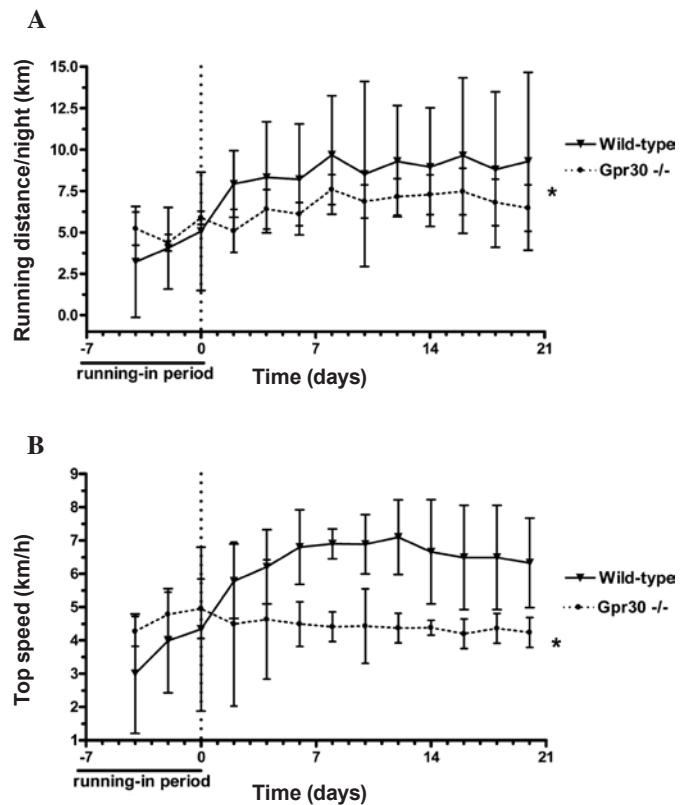 A
Running distance/night (km)
15.0
12.5
10.0
7.5
5.0
2.5
0.0
-7 0 7 14 21
running-in period
Time (days)
Wild-type
Gpr30 -/-
*
B
Top speed (km/h)
9
8
7
6
5
4
3
2
1
-7 0 7 14 21
running-in period
Time (days)
Wild-type
Gpr30 -/-
*